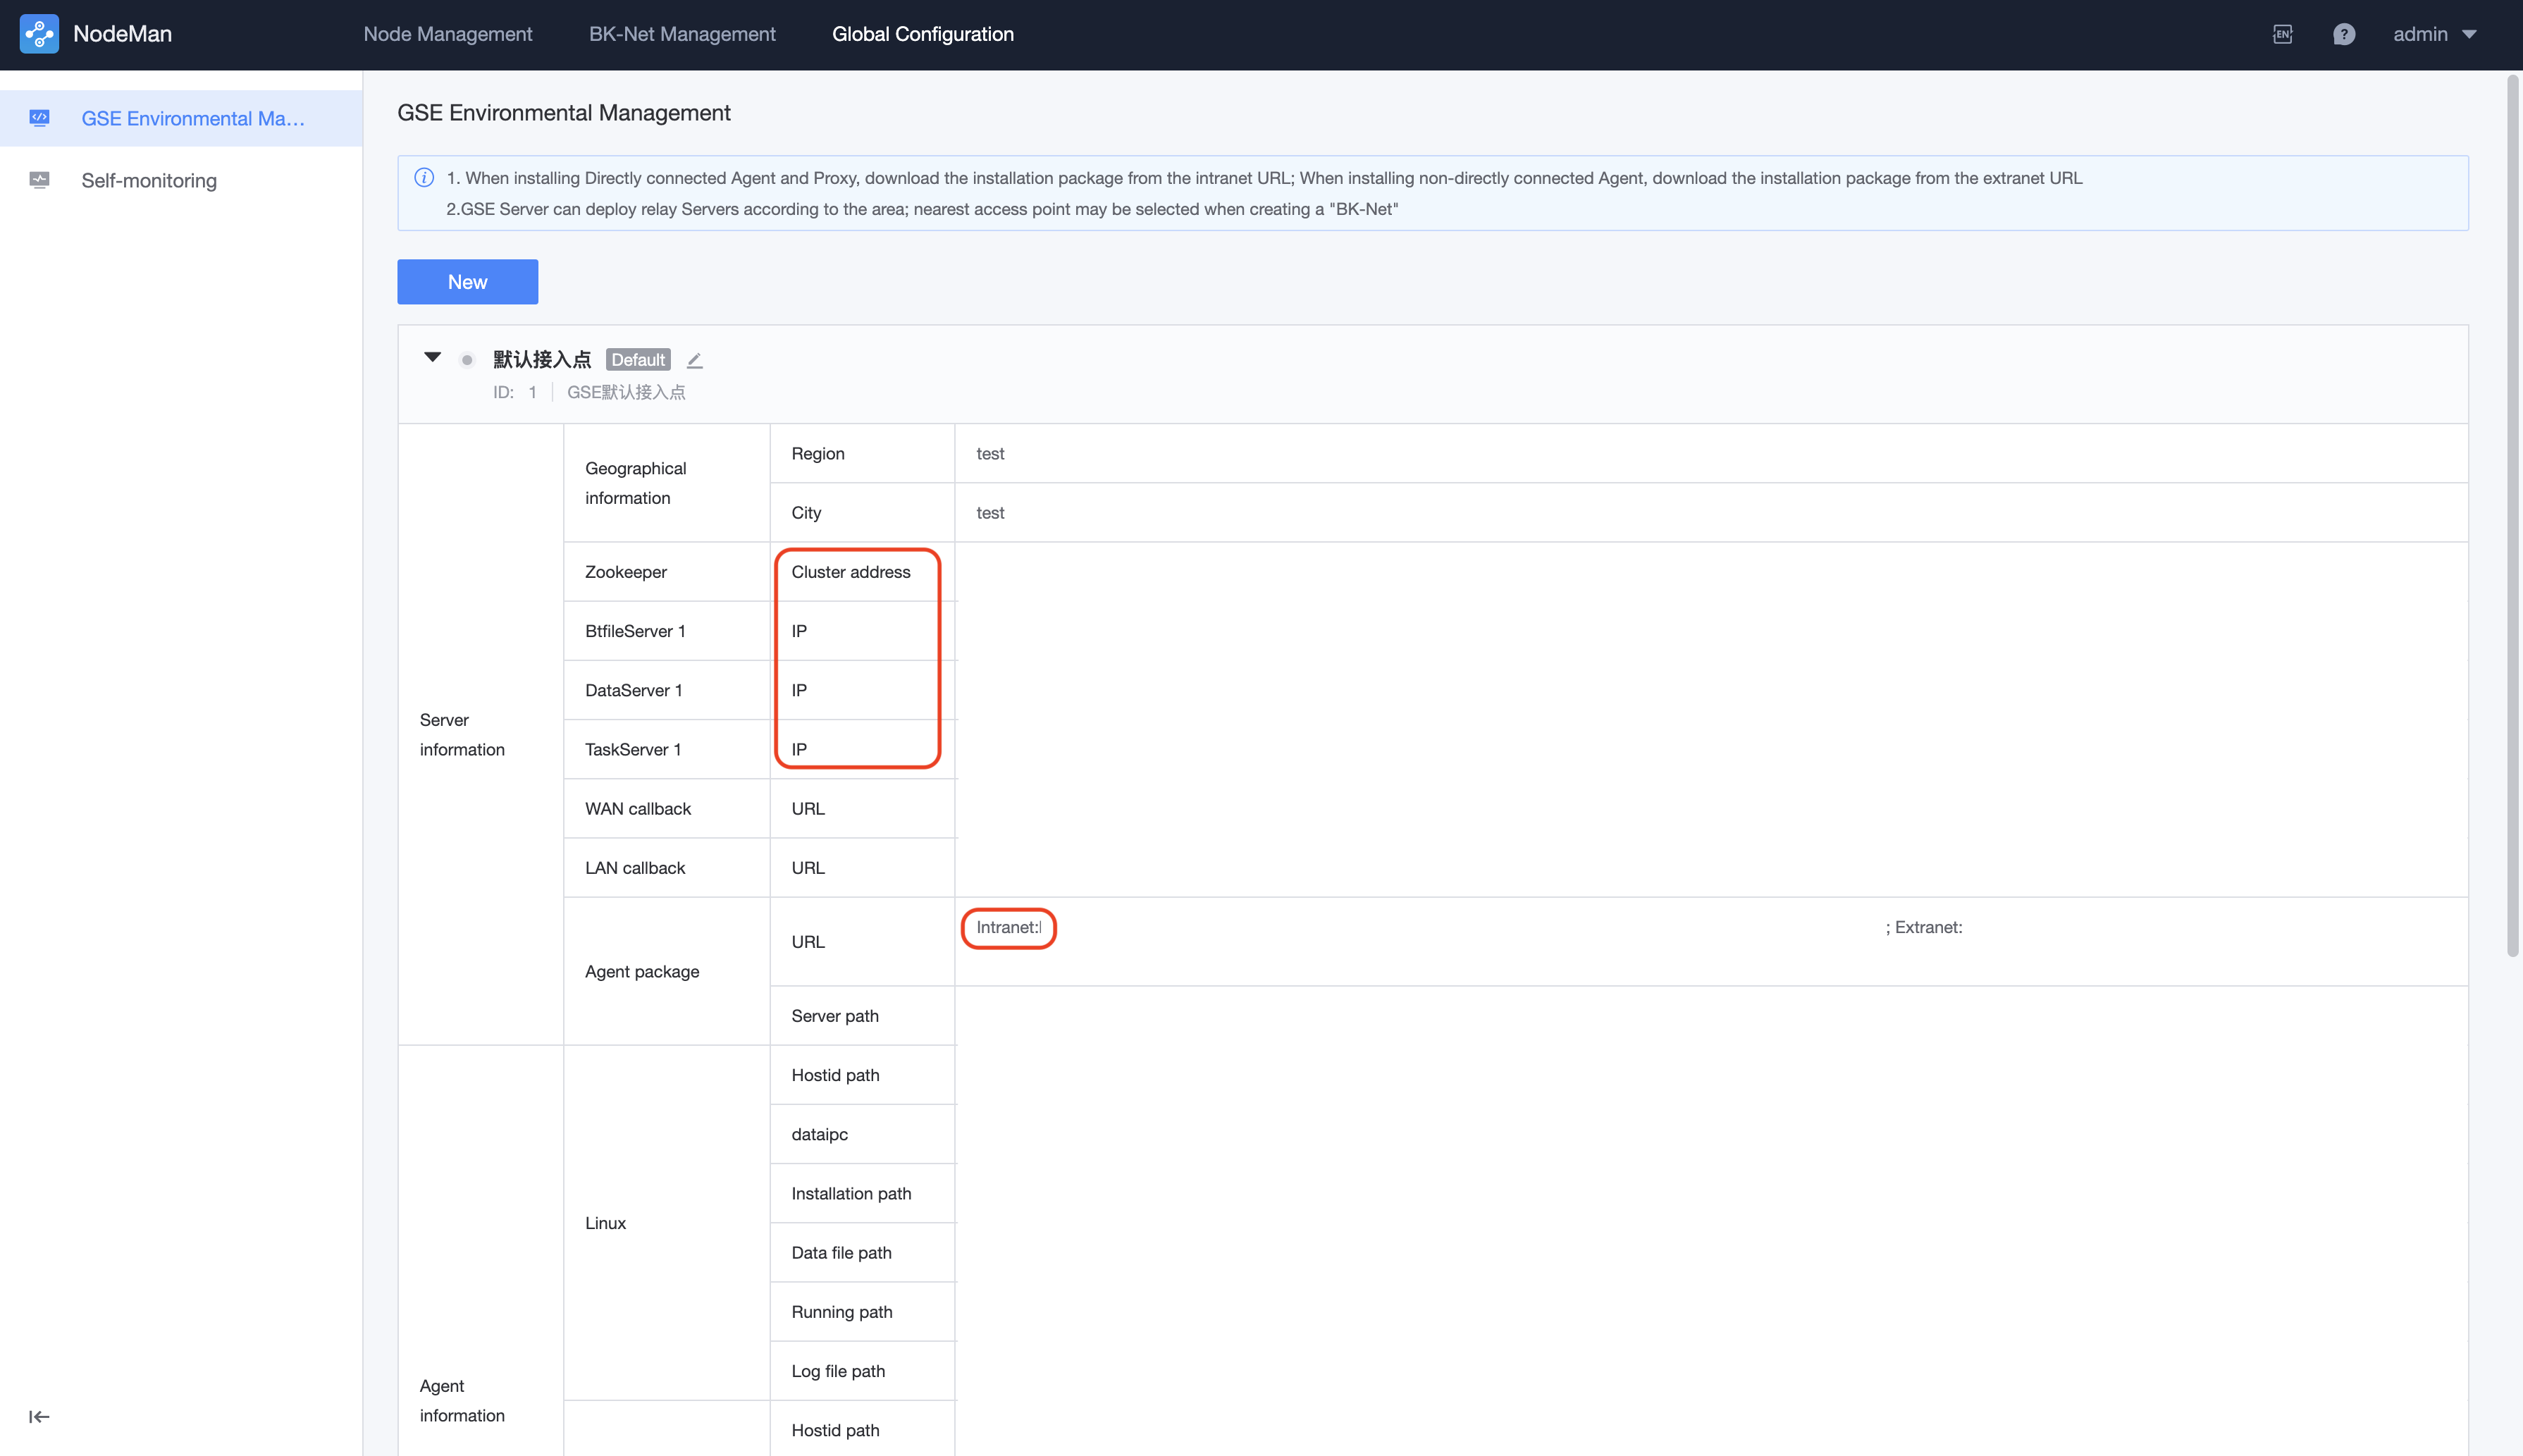 NodeMan
Node Management
BK-Net Management
Global Configuration
EN
?
admin
GSE Environmental Ma...
Self-monitoring
GSE Environmental Management
1. When installing Directly connected Agent and Proxy, download the installation package from the intranet URL; When installing non-directly connected Agent, download the installation package from the extranet URL
2.GSE Server can deploy relay Servers according to the area; nearest access point may be selected when creating a "BK-Net"
New
默认接入点 Default
ID: 1 GSE默认接入点
Server
information
Geographical
information
Region
test
City
test
Zookeeper
Cluster address
BtfileServer 1
IP
DataServer 1
IP
TaskServer 1
IP
WAN callback
URL
LAN callback
URL
Agent package
URL
Intranet:
; Extranet:
Server path
Agent
information
Linux
Hostid path
dataipc
Installation path
Data file path
Running path
Log file path
Hostid path